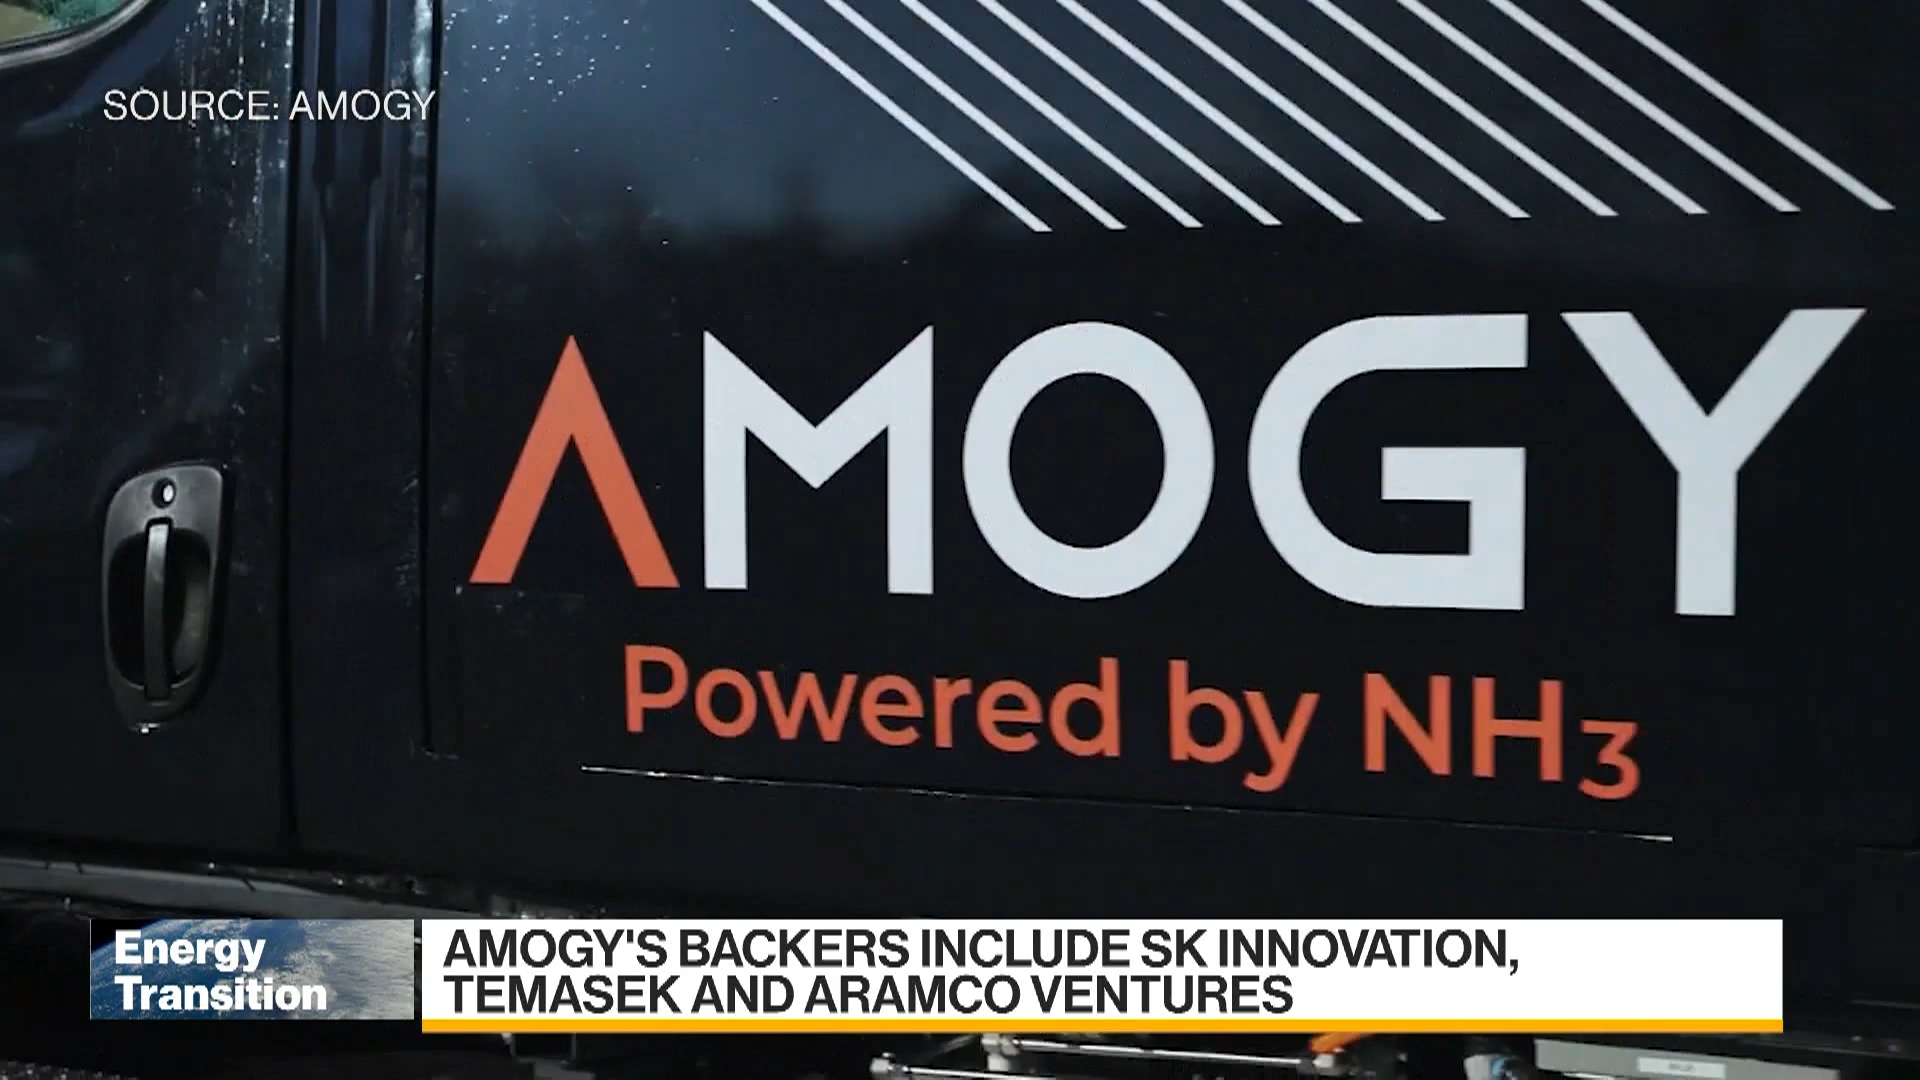 SOURCE: AMOGY
AMOGY
Powered by NH3
Energy
Transition
AMOGY'S BACKERS INCLUDE SK INNOVATION,
TEMASEK AND ARAMCO VENTURES